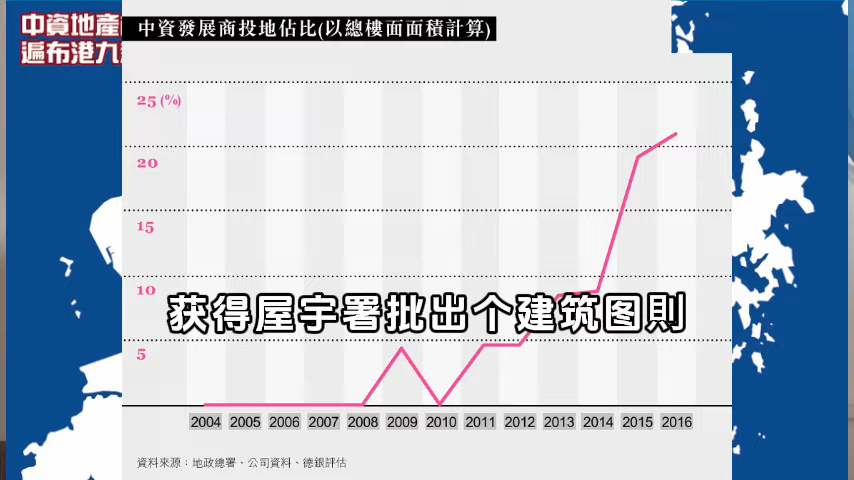 中資地產
遍布港九
中資發展商投地佔比(以總樓面面積計算)
25 (%)
20
15
10
5
获得屋宇署批出个建筑图則
2004 2005 2006 2007 2008 2009 2010 2011 2012 2013 2014 2015 2016
資料來源：地政總署、公司資料、德銀評估